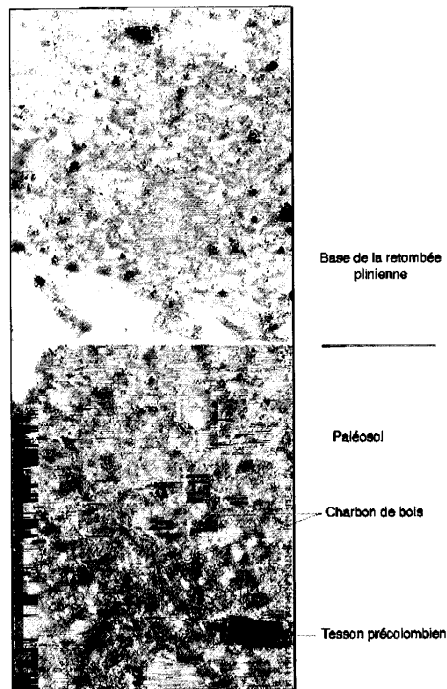 Base de la retombée
plinienne
Paléosol
Charbon de bois
Tesson précolombien